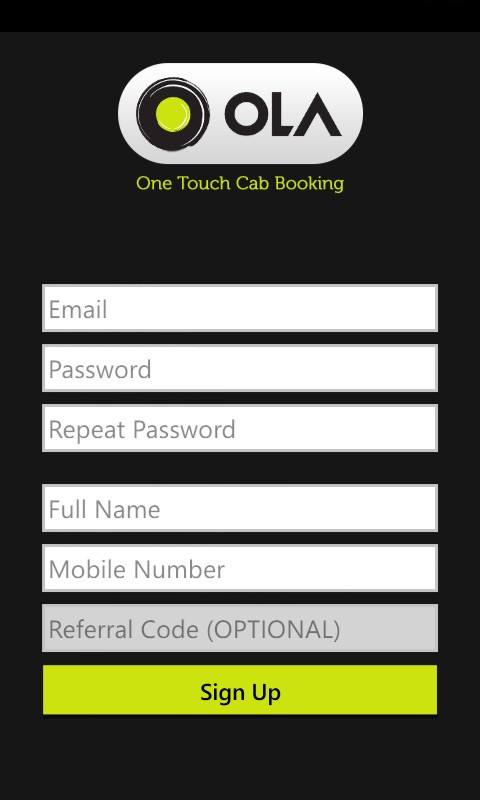 OLA
One Touch Cab Booking
Email
Password
Repeat Password
Full Name
Mobile Number
Referral Code (OPTIONAL)
Sign Up